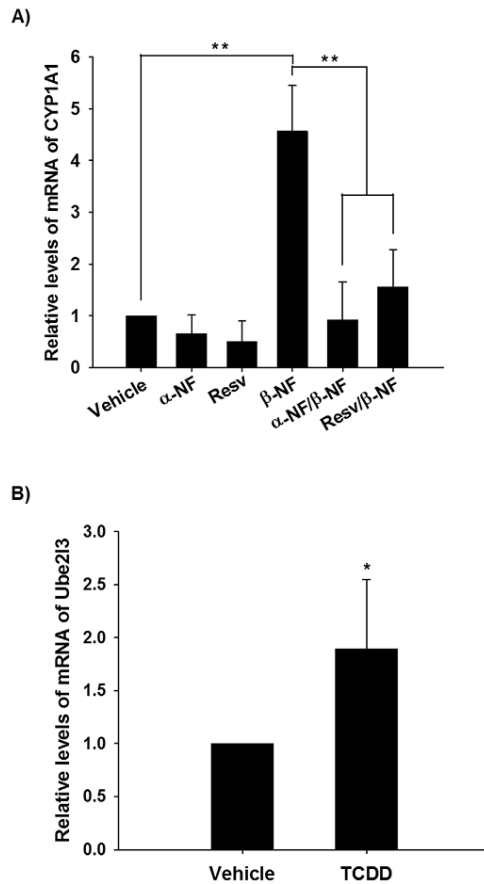 A)
** **
6
5
4
3
2
1
0
Relative levels of mRNA of CYP1A1
Vehicle
α-NF
Resv
β-NF
α-NF/β-NF
Resv/β-NF
B)
3.0
2.5
2.0
1.5
1.0
0.5
0.0
Relative levels of mRNA of Ube2l3
*
Vehicle TCDD